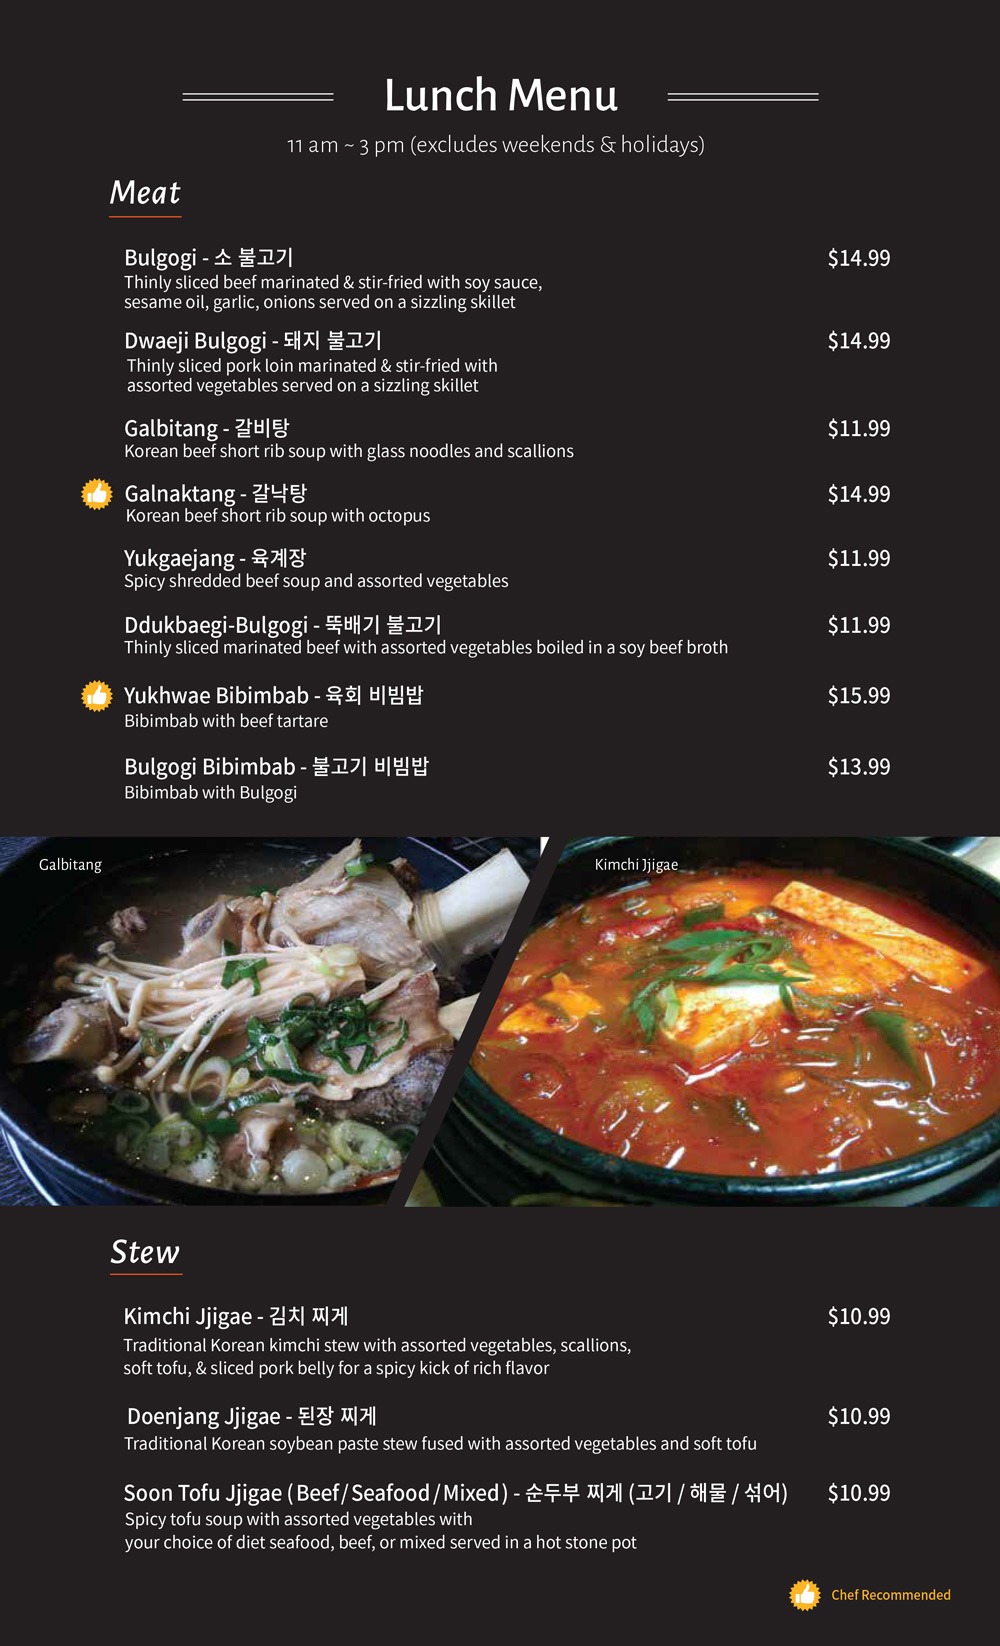 Lunch Menu
11 am ~ 3 pm (excludes weekends & holidays)
Meat
Bulgogi - 소 불고기 $14.99
Thinly sliced beef marinated & stir-fried with soy sauce,
sesame oil, garlic, onions served on a sizzling skillet
Dwaeji Bulgogi - 돼지 불고기 $14.99
Thinly sliced pork loin marinated & stir-fried with
assorted vegetables served on a sizzling skillet
Galbitang - 갈비탕 $11.99
Korean beef short rib soup with glass noodles and scallions
Galnaktang - 갈낙탕 $14.99
Korean beef short rib soup with octopus
Yukgaejang - 육계장 $11.99
Spicy shredded beef soup and assorted vegetables
Ddukbaegi-Bulgogi - 뚝배기 불고기 $11.99
Thinly sliced marinated beef with assorted vegetables boiled in a soy beef broth
Yukhwae Bibimbab - 육회 비빔밥 $15.99
Bibimbab with beef tartare
Bulgogi Bibimbab - 불고기 비빔밥 $13.99
Bibimbab with Bulgogi
Galbitang
Kimchi Jjigae
Stew
Kimchi Jjigae - 김치 찌게 $10.99
Traditional Korean kimchi stew with assorted vegetables, scallions,
soft tofu, & sliced pork belly for a spicy kick of rich flavor
Doenjang Jjigae - 된장 찌게 $10.99
Traditional Korean soybean paste stew fused with assorted vegetables and soft tofu
Soon Tofu Jjigae (Beef/Seafood/Mixed) - 순두부 찌게 (고기 / 해물 / 섞어) $10.99
Spicy tofu soup with assorted vegetables with
your choice of diet seafood, beef, or mixed served in a hot stone pot
Chef Recommended